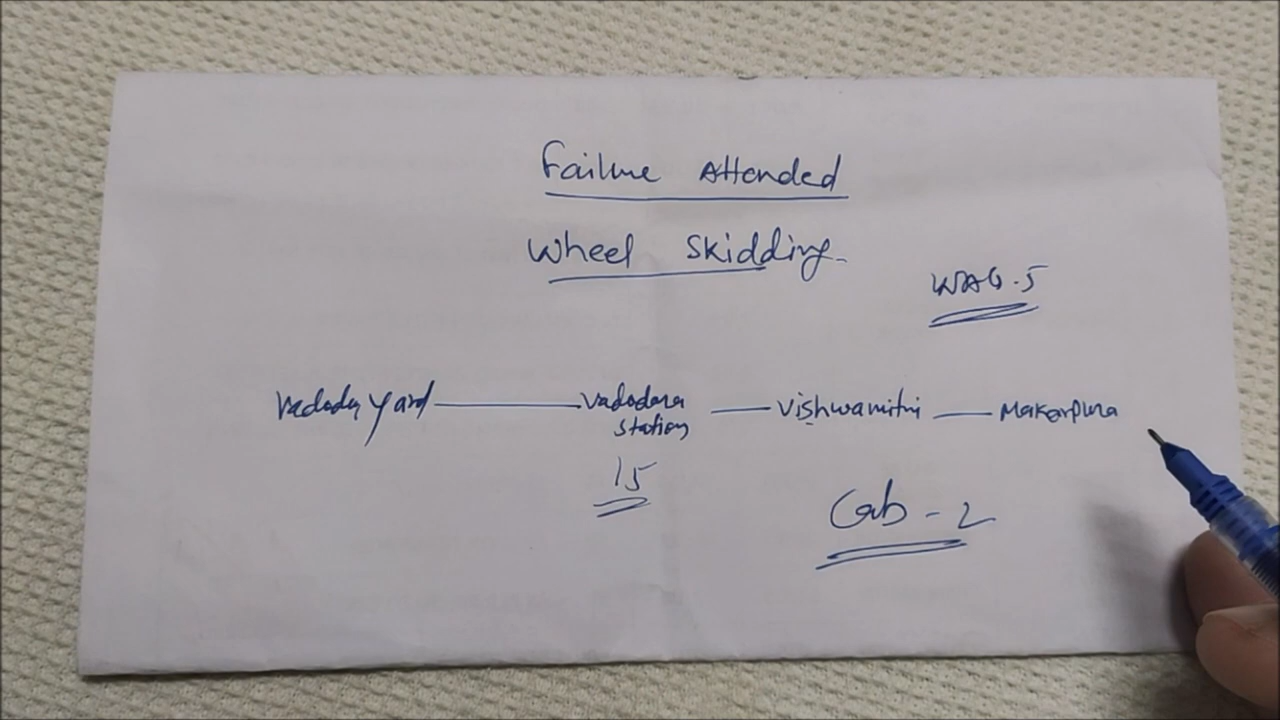 Failure Attended
Wheel Skidding
WAG.5
Vadodara yard — Vadodara Station — Vishwamitri — Makarpura
15
Cab - 2